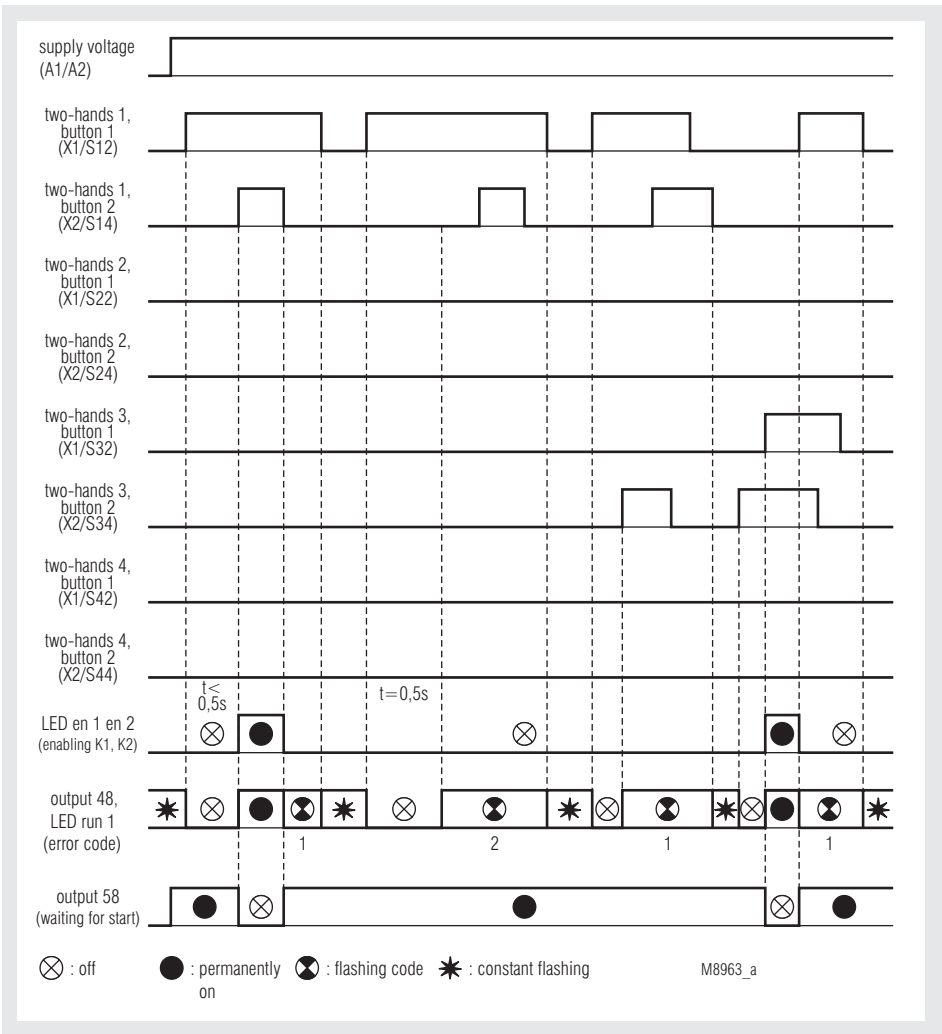 supply voltage
(A1/A2)
two-hands 1,
button 1
(X1/S12)
two-hands 1,
button 2
(X2/S14)
two-hands 2,
button 1
(X1/S22)
two-hands 2,
button 2
(X2/S24)
two-hands 3,
button 1
(X1/S32)
two-hands 3,
button 2
(X2/S34)
two-hands 4,
button 1
(X1/S42)
two-hands 4,
button 2
(X2/S44)
t<
0,5s
t=0,5s
LED en 1 en 2
(enabling K1, K2)
output 48,
LED run 1
(error code)
1
2
1
1
output 58
(waiting for start)
: off
: permanently
on
: flashing code
: constant flashing
M8963_a